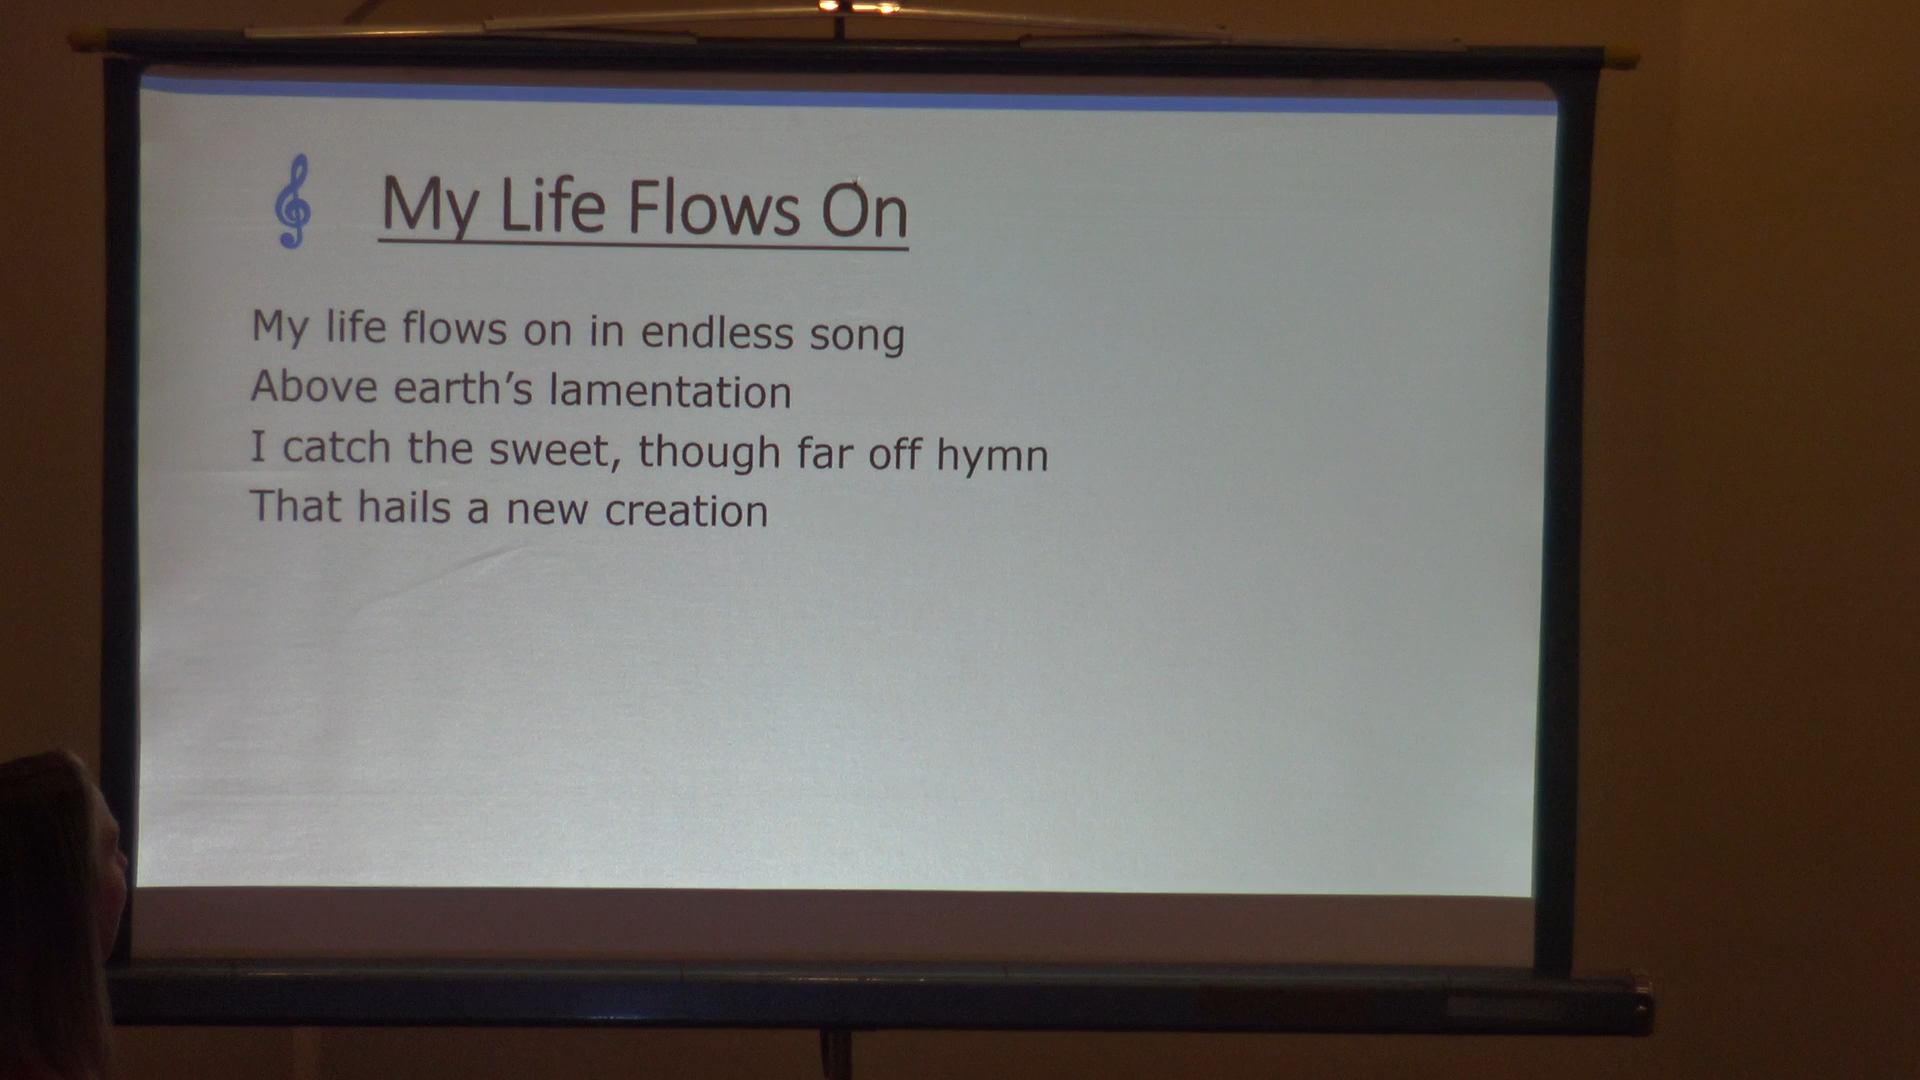 My Life Flows On
My life flows on in endless song
Above earth’s lamentation
I catch the sweet, though far off hymn
That hails a new creation